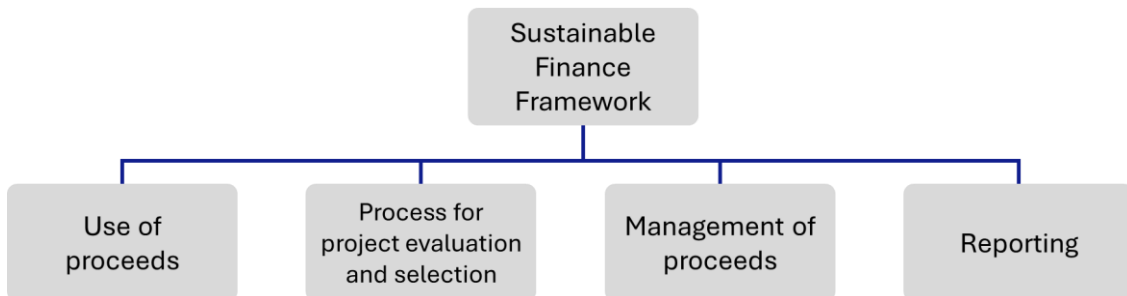 Sustainable
Finance
Framework
Use of
proceeds
Process for
project evaluation
and selection
Management of
proceeds
Reporting